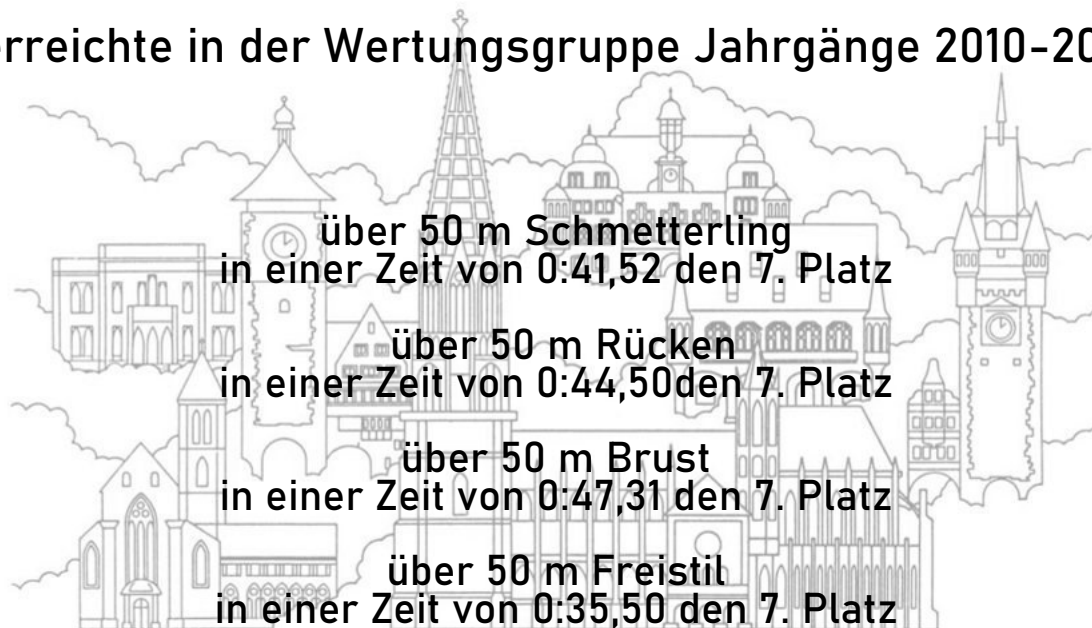 erreichte in der Wertungsgruppe Jahrgänge 2010-20
über 50 m Schmetterling
in einer Zeit von 0:41,52 den 7. Platz
über 50 m Rücken
in einer Zeit von 0:44,50den 7. Platz
über 50 m Brust
in einer Zeit von 0:47,31 den 7. Platz
über 50 m Freistil
in einer Zeit von 0:35,50 den 7. Platz